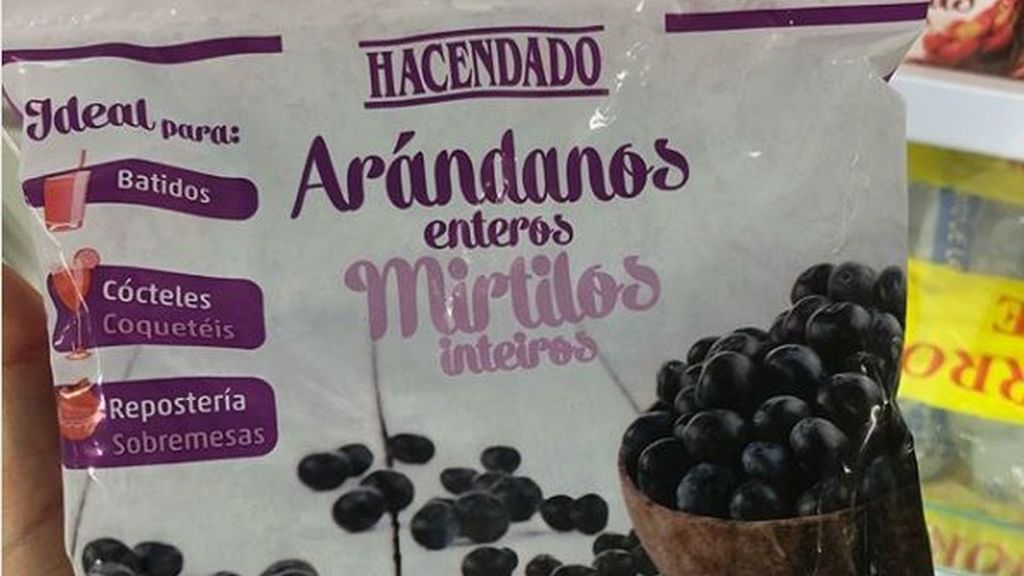 HACENDADO
Ideal para:
Batidos
Cócteles
Coquetéis
Repostería
Sobremesas
Arándanos
enteros
Mirtilos
inteiros